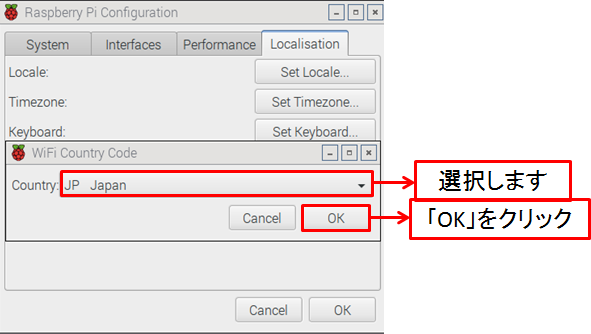 Raspberry Pi Configuration
System Interfaces Performance Localisation
Locale: Set Locale...
Timezone: Set Timezone...
Keyboard: Set Keyboard...
WiFi Country Code
Country: JP Japan
選択します
Cancel OK
「OK」をクリック
Cancel OK